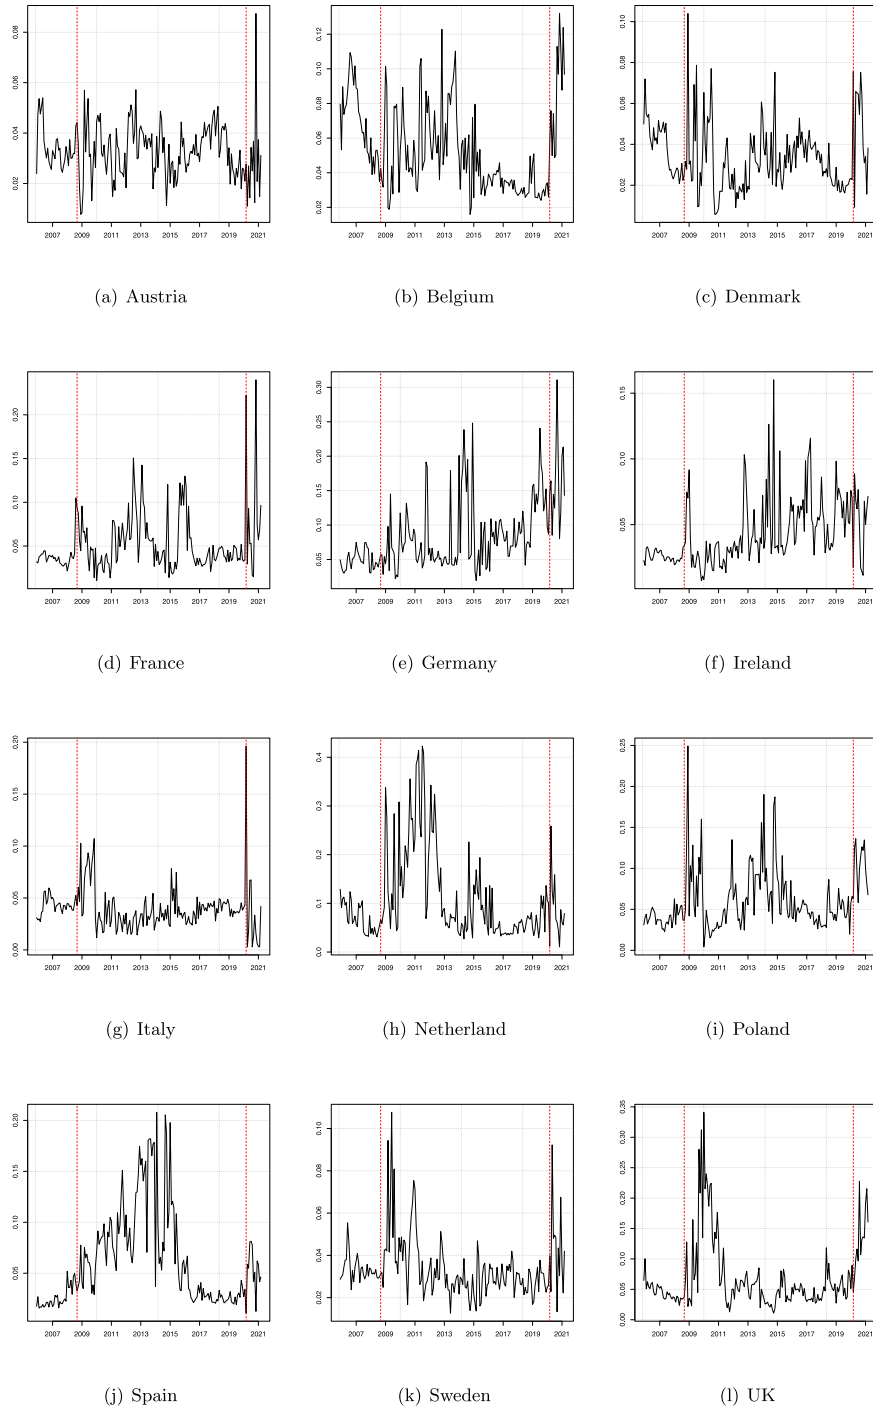 0.02 0.04 0.06 0.08
2007 2009 2011 2013 2015 2017 2019 2021
(a) Austria
0.02 0.04 0.06 0.08 0.10 0.12
2007 2009 2011 2013 2015 2017 2019 2021
(b) Belgium
0.02 0.04 0.06 0.08 0.10
2007 2009 2011 2013 2015 2017 2019 2021
(c) Denmark
0.05 0.10 0.15 0.20
2007 2009 2011 2013 2015 2017 2019 2021
(d) France
0.05 0.10 0.15 0.20 0.25 0.30
2007 2009 2011 2013 2015 2017 2019 2021
(e) Germany
0.05 0.10 0.15
2007 2009 2011 2013 2015 2017 2019 2021
(f) Ireland
0.00 0.05 0.10 0.15 0.20
2007 2009 2011 2013 2015 2017 2019 2021
(g) Italy
0.0 0.1 0.2 0.3 0.4
2007 2009 2011 2013 2015 2017 2019 2021
(h) Netherland
0.00 0.05 0.10 0.15 0.20 0.25
2007 2009 2011 2013 2015 2017 2019 2021
(i) Poland
0.05 0.10 0.15 0.20
2007 2009 2011 2013 2015 2017 2019 2021
(j) Spain
0.02 0.04 0.06 0.08 0.10
2007 2009 2011 2013 2015 2017 2019 2021
(k) Sweden
0.00 0.05 0.10 0.15 0.20 0.25 0.30 0.35
2007 2009 2011 2013 2015 2017 2019 2021
(l) UK